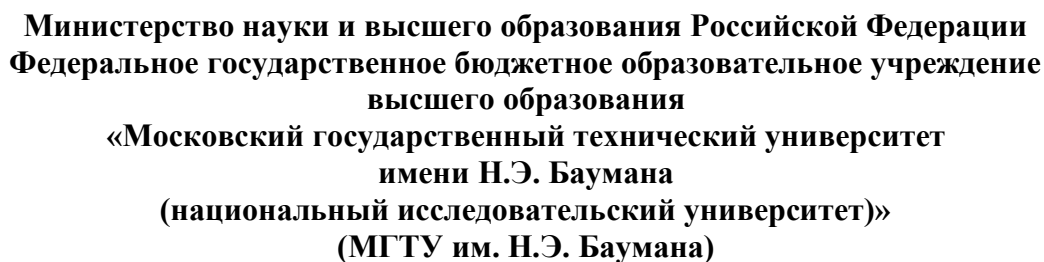 Министерство науки и высшего образования Российской Федерации
Федеральное государственное бюджетное образовательное учреждение
высшего образования
«Московский государственный технический университет
имени Н.Э. Баумана
(национальный исследовательский университет)»
(МГТУ им. Н.Э. Баумана)